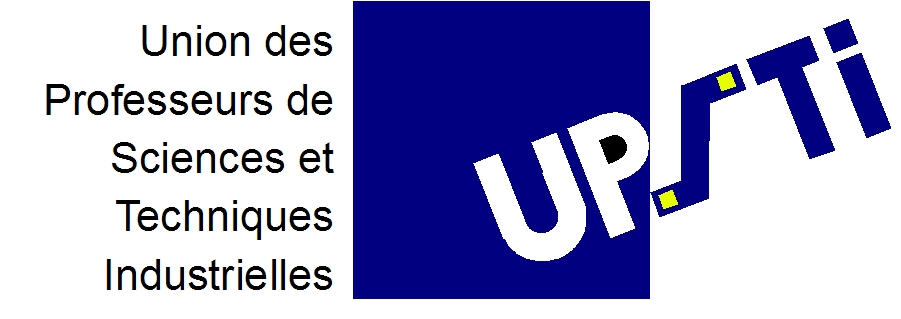 Union des
Professeurs de
Sciences et
Techniques
Industrielles
UPSTi